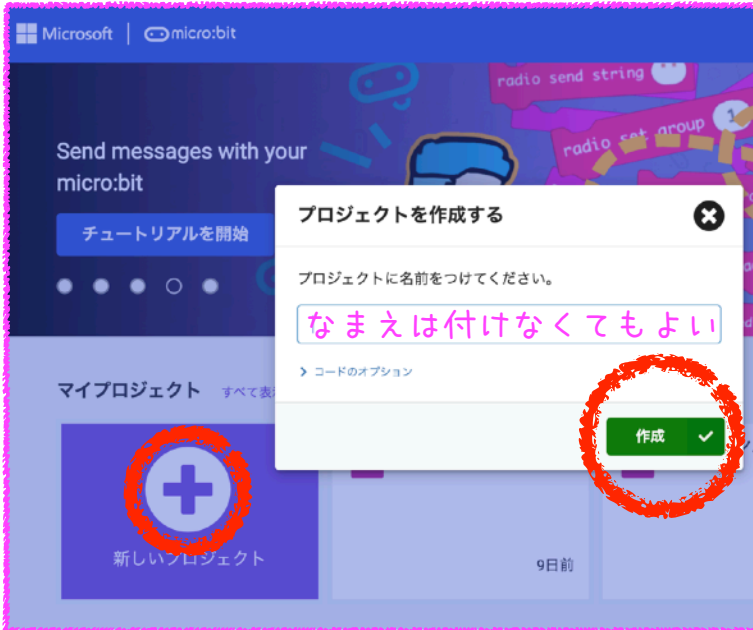 Microsoft | micro:bit
radio send string
radio set group 1
Send messages with your
micro:bit
チュートリアルを開始
プロジェクトを作成する
プロジェクトに名前をつけてください。
なまえは付けなくてもよい
コードのオプション
作成
マイプロジェクト すべて表
新しいプロジェクト
9日前